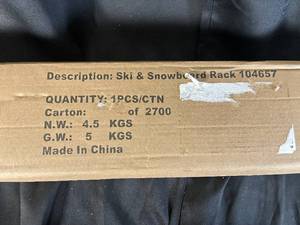 Description: Ski & Snowboard Rack 104657
QUANTITY: 1PCS/CTN
Carton: of 2700
N.W.: 4.5 KGS
G.W.: 5 KGS
Made In China